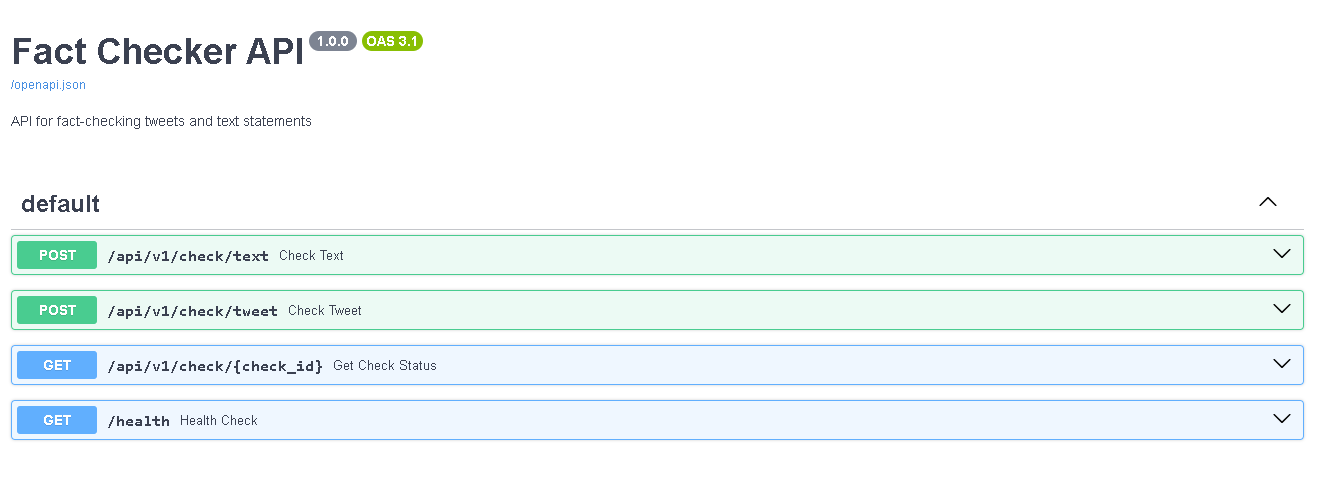 Fact Checker API 1.0.0 OAS 3.1
/openapi.json
API for fact-checking tweets and text statements
default
POST /api/v1/check/text Check Text
POST /api/v1/check/tweet Check Tweet
GET /api/v1/check/{check_id} Get Check Status
GET /health Health Check